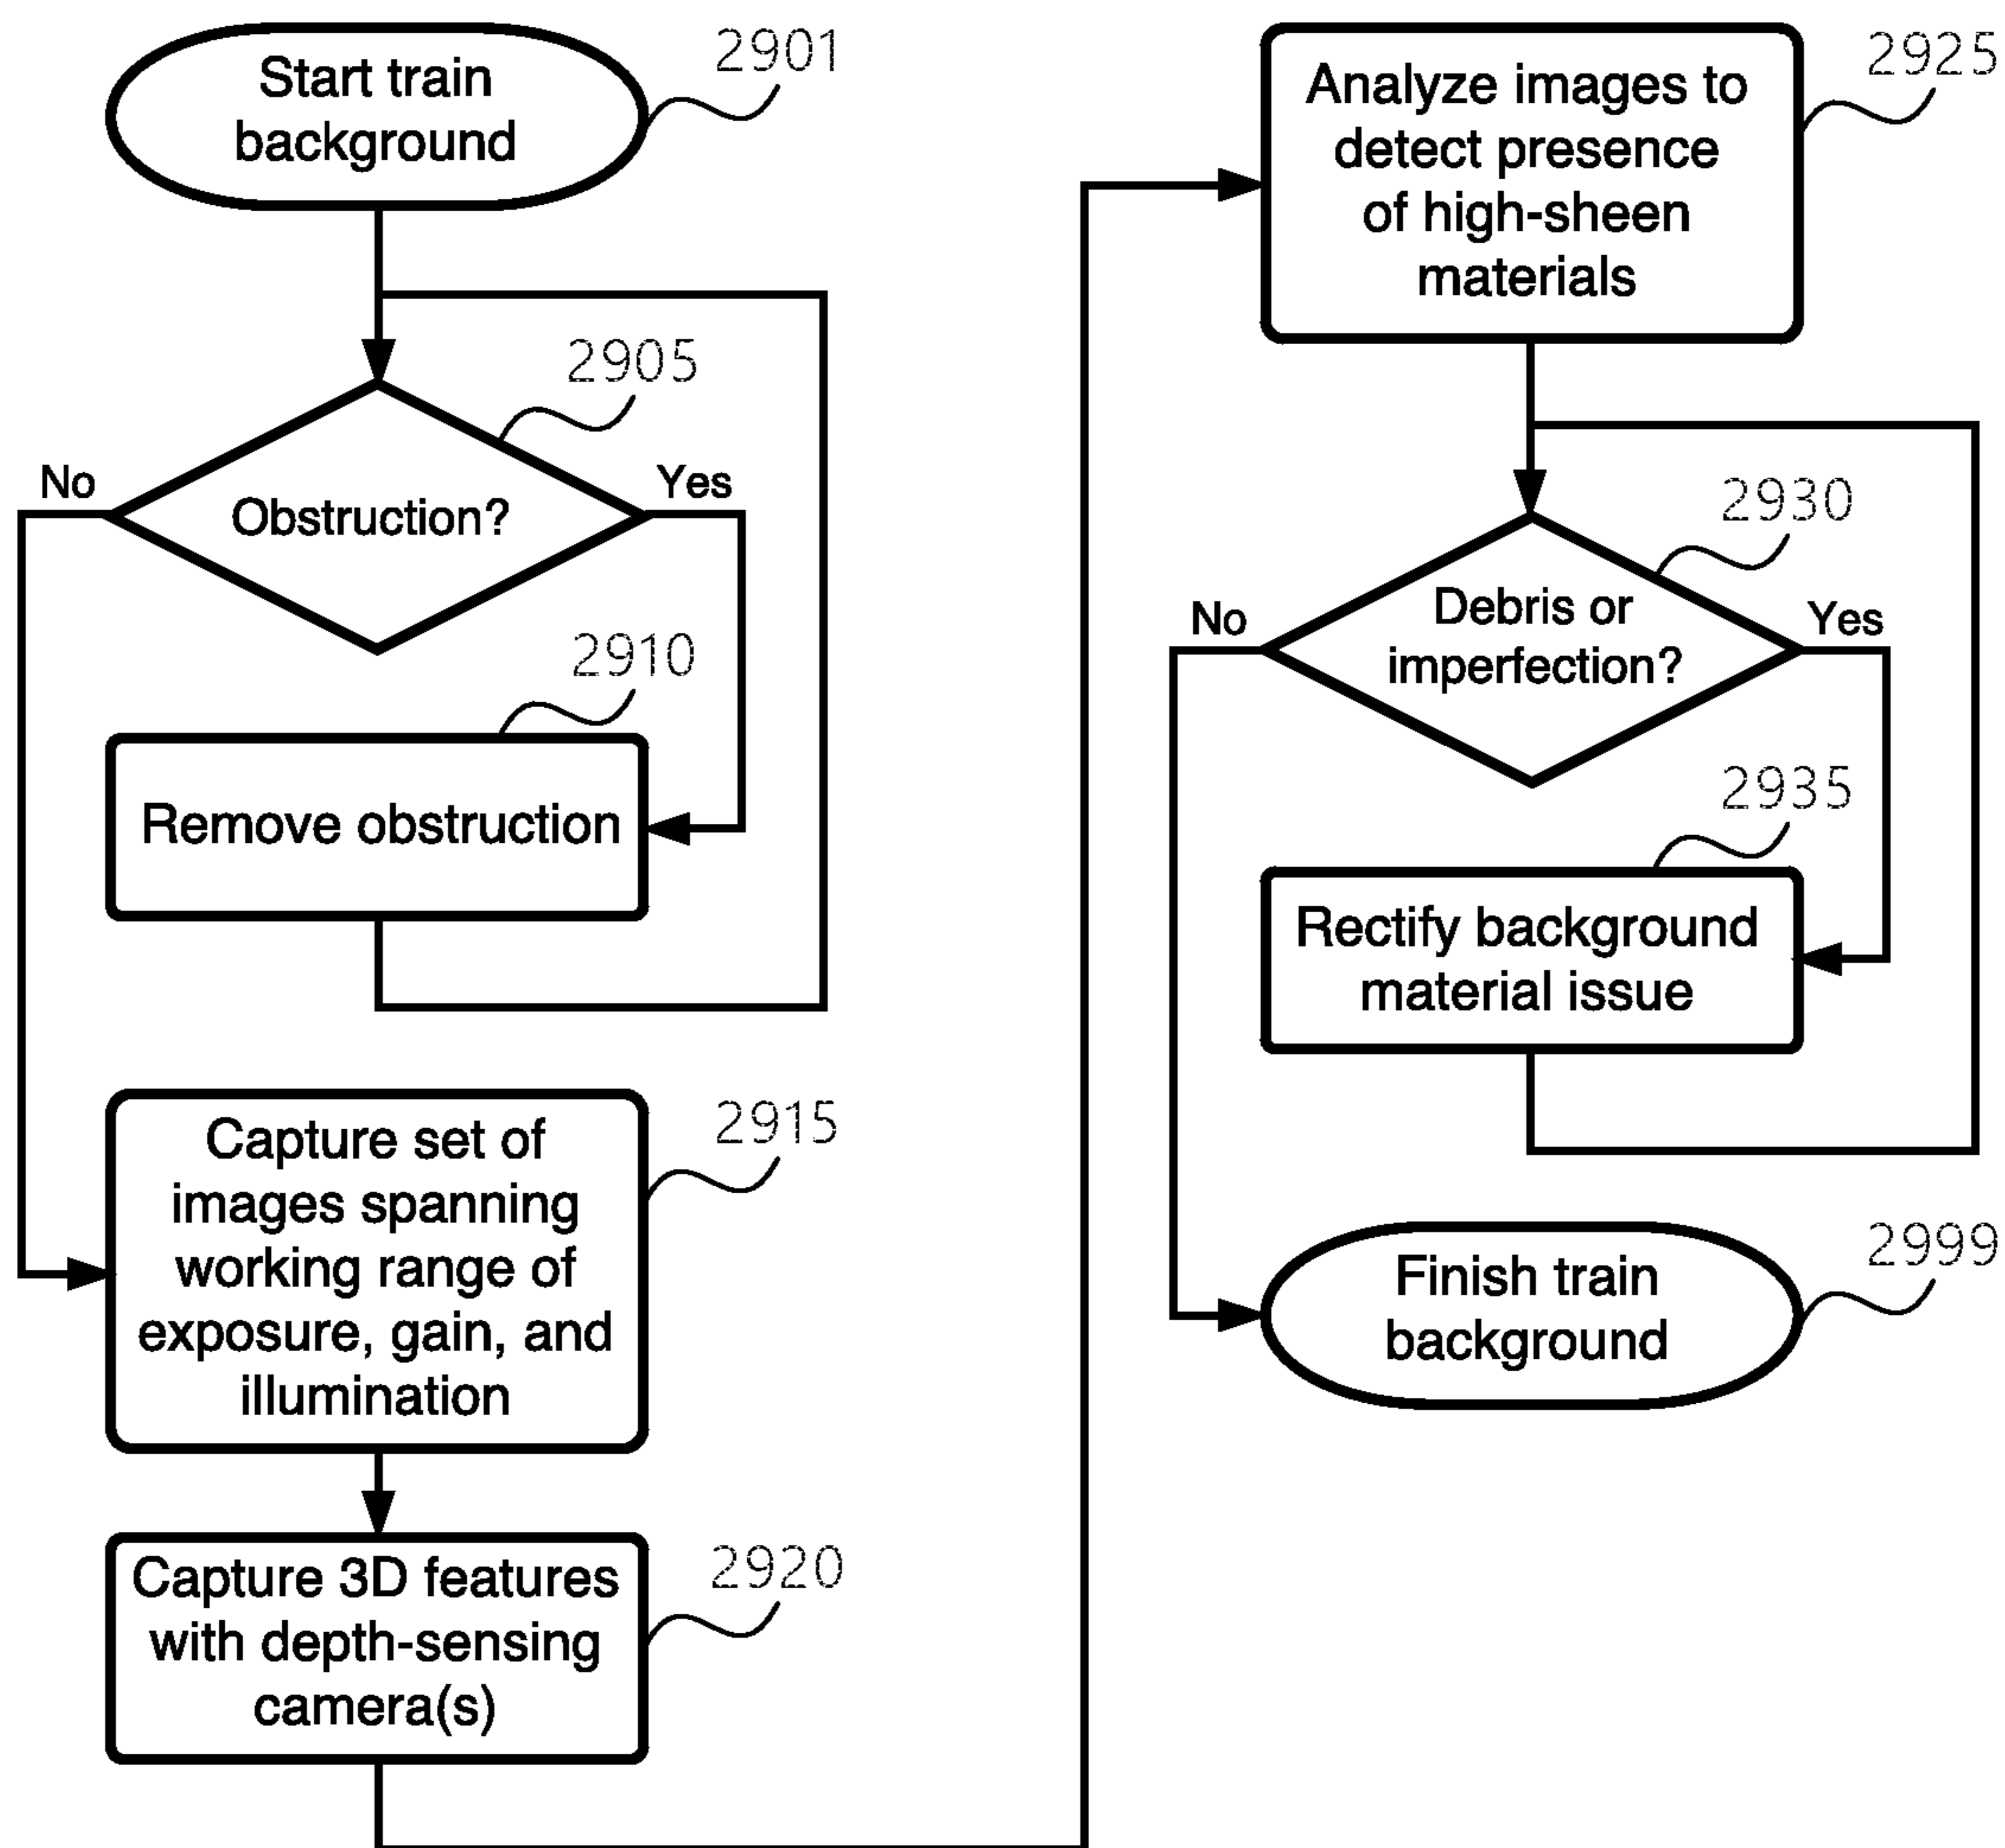 Start train
background
2901
2905
No
Yes
Obstruction?
2910
Remove obstruction
Capture set of
images spanning
working range of
exposure, gain, and
illumination
2915
Capture 3D features
with depth-sensing
camera(s)
2920
Analyze images to
detect presence
of high-sheen
materials
2925
2930
No
Yes
Debris or
imperfection?
2935
Rectify background
material issue
Finish train
background
2999